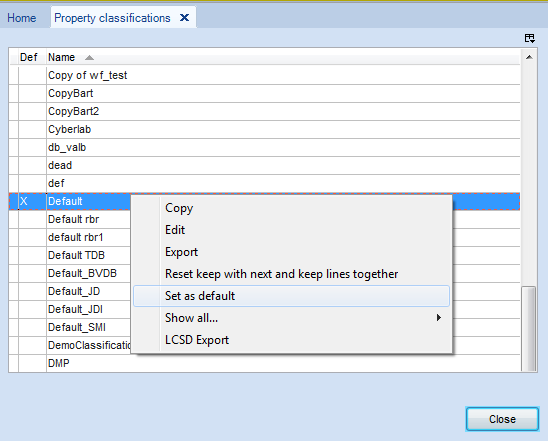 Home Property classifications
Def Name
Copy of wf_test
CopyBart
CopyBart2
Cyberlab
db_valb
dead
def
X Default
Default rbr
default rbr1
Default TDB
Default_BVDB
Default_JD
Default_JDI
Default_SMI
DemoClassificatio
DMP
Copy
Edit
Export
Reset keep with next and keep lines together
Set as default
Show all...
LCSD Export
Close